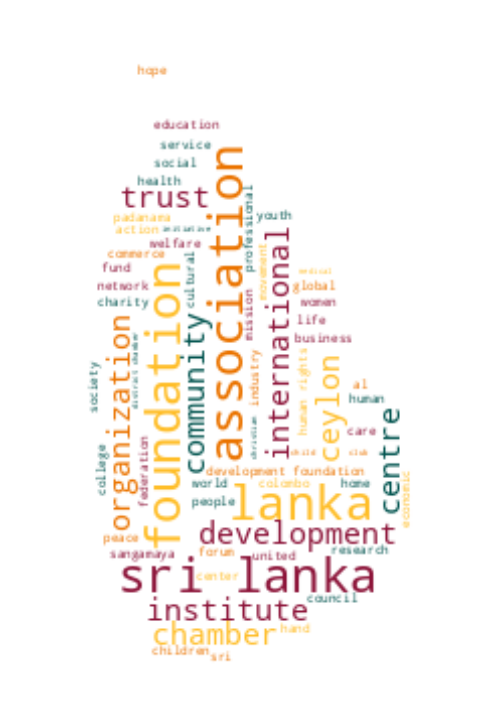 hope
education
service
social
health
trust
association
padanama
youth
action
initiative
professional
welfare
international
commerce
cultural
movement
fund
medical
network
foundation
global
charity
mission
women
life
community
organization
business
district chamber
industry
human rights
ceylon
society
al
human
centre
christian
care
college
federation
child
club
development foundation
world
colombo
home
economic
people
lanka
development
peace
sangamaya
forum
united
research
sri lanka
center
institute
council
chamber
hand
children
sri